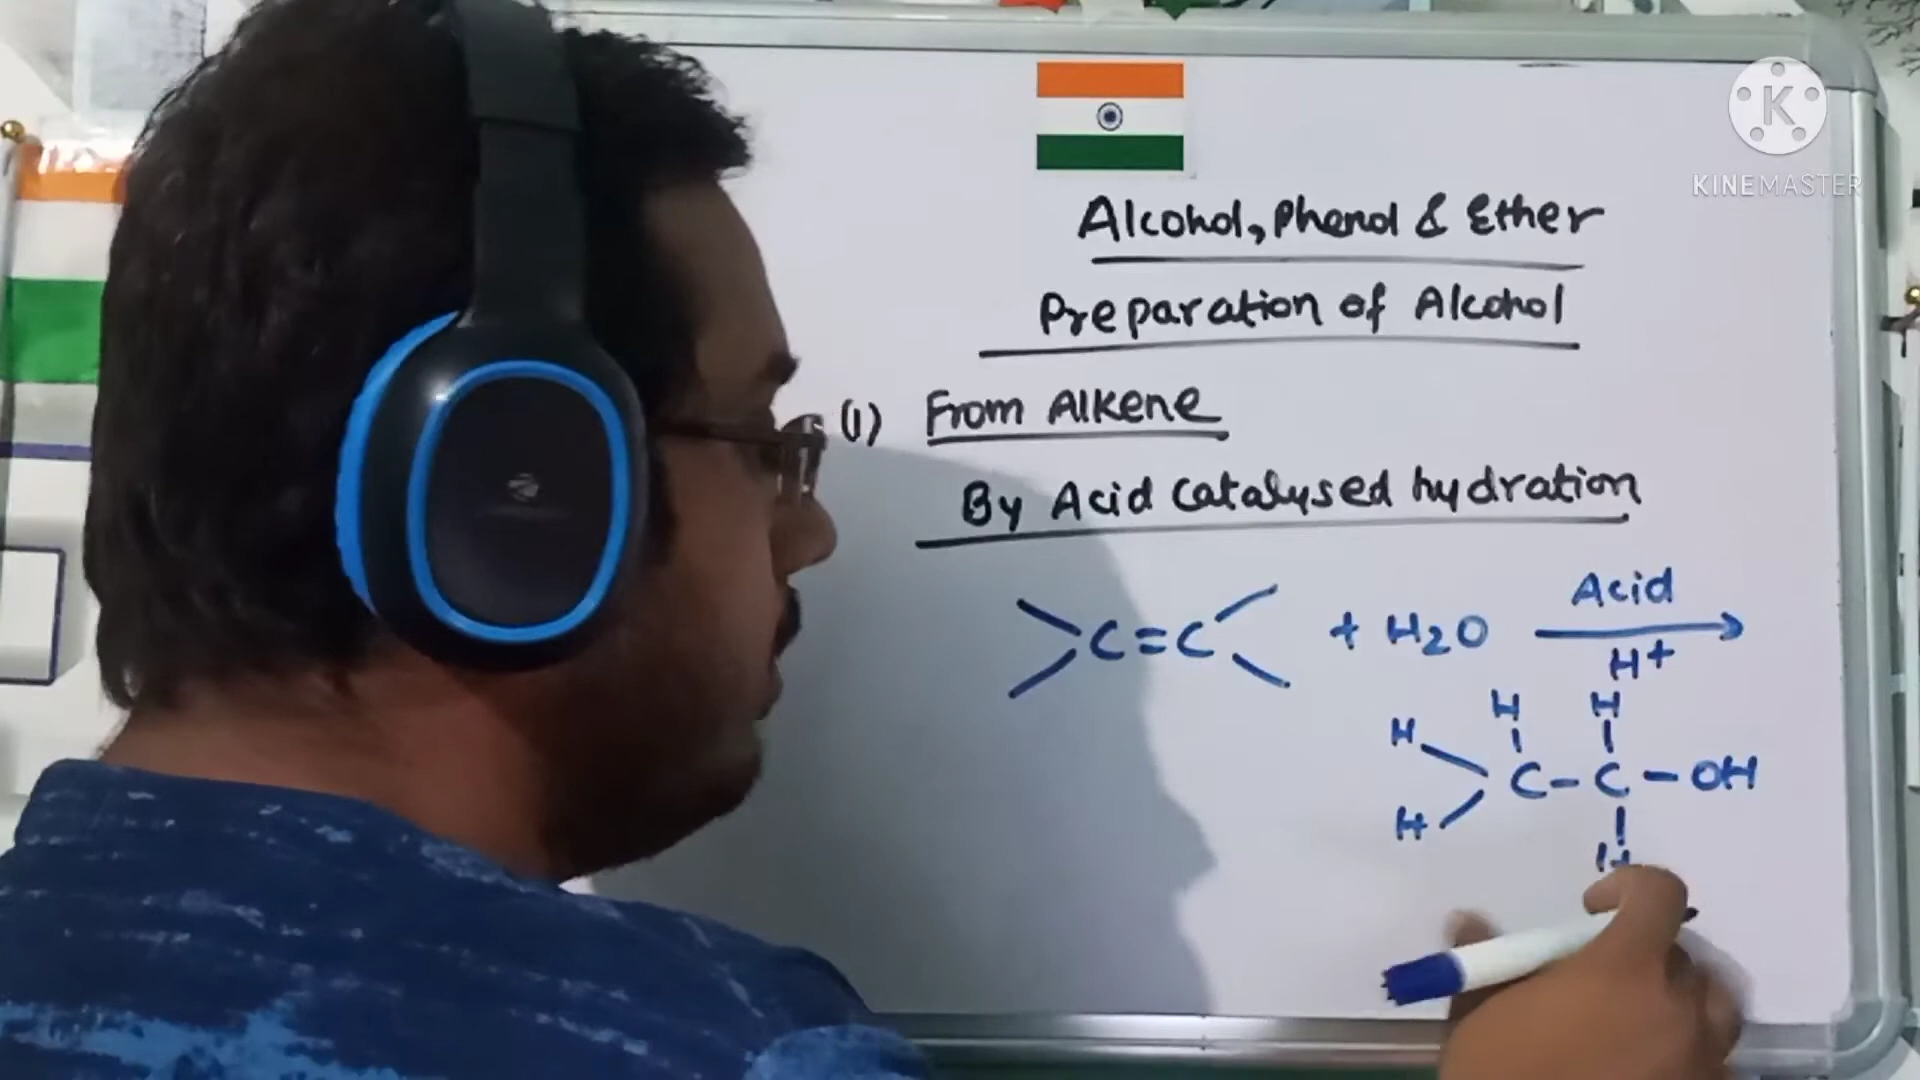 KINEMASTER
Alcohol, Phenol & Ether
Preparation of Alcohol
(1) From Alkene
By Acid catalysed hydration
Acid
C=C + H2O
H+
H H
H
C-C-OH
H
H